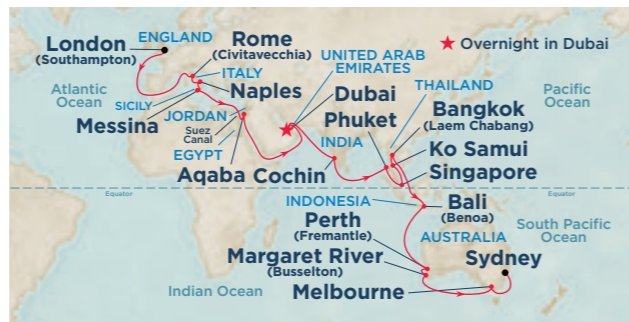 London
(Southampton)
ENGLAND
Rome
(Civitavecchia)
ITALY
Naples
UNITED ARAB
EMIRATES
Overnight in Dubai
Atlantic
Ocean
SICILY
Messina
JORDAN
Suez
Canal
EGYPT
Aqaba
Dubai
Phuket
INDIA
Cochin
THAILAND
Bangkok
(Laem Chabang)
Ko Samui
Singapore
Pacific
Ocean
Equator
Equator
INDONESIA
Bali
(Benoa)
Perth
(Fremantle)
AUSTRALIA
South Pacific
Ocean
Margaret River
(Busselton)
Sydney
Indian Ocean
Melbourne